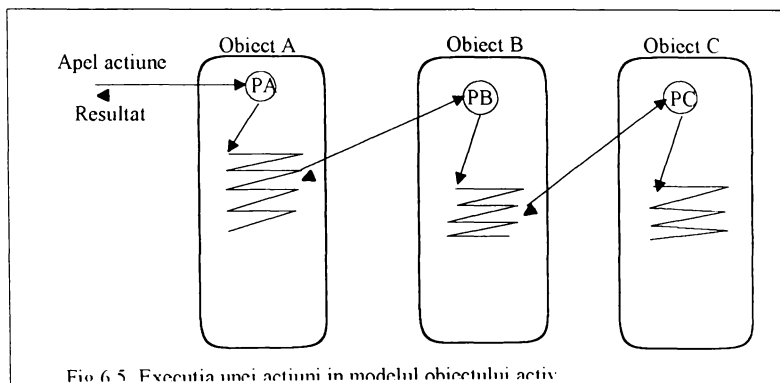 Obiect A
Obiect B
Obiect C
Apel actiune
PA
PB
PC
Resultat
Fig 6.5 Executia unei actiuni in modelul obiectului activ